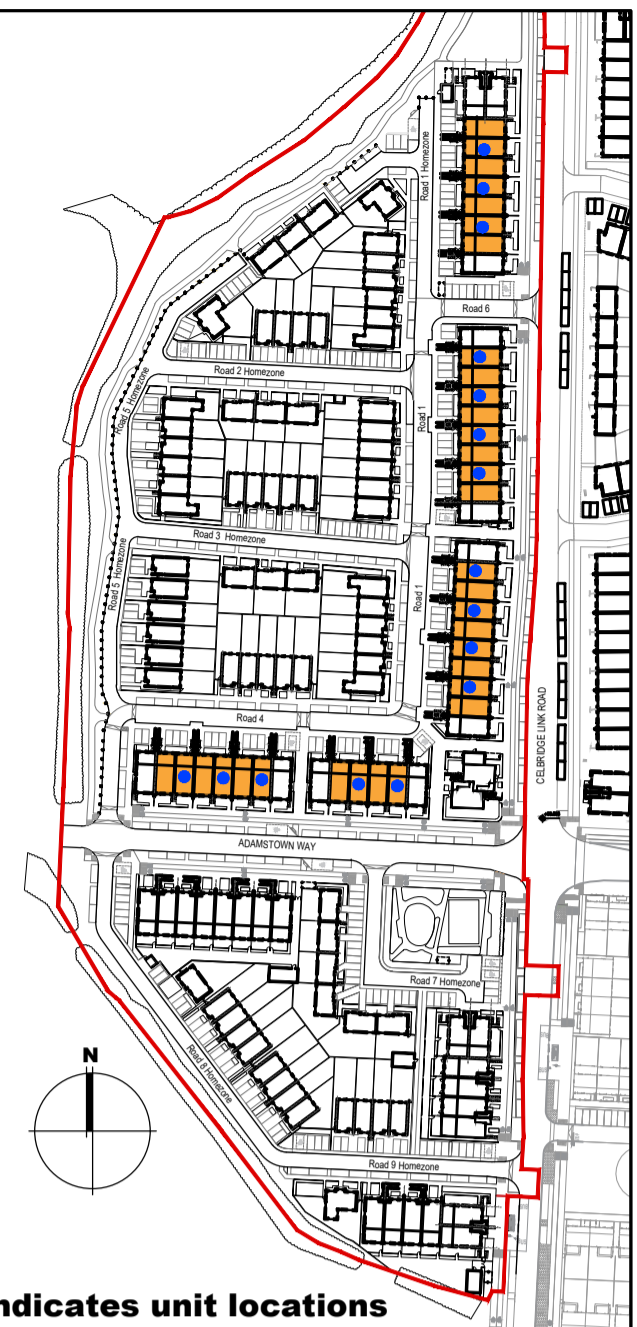 Road 1 Homezone
Road 6
Road 2 Homezone
Road 5 Homezone
Road 1
Road 3 Homezone
Road 5 Homezone
Road 1
Road 4
CELBRIDGE LINK ROAD
ADAMSTOWN WAY
Road 7 Homezone
Road 8 Homezone
N
Road 9 Homezone
ndicates unit locations